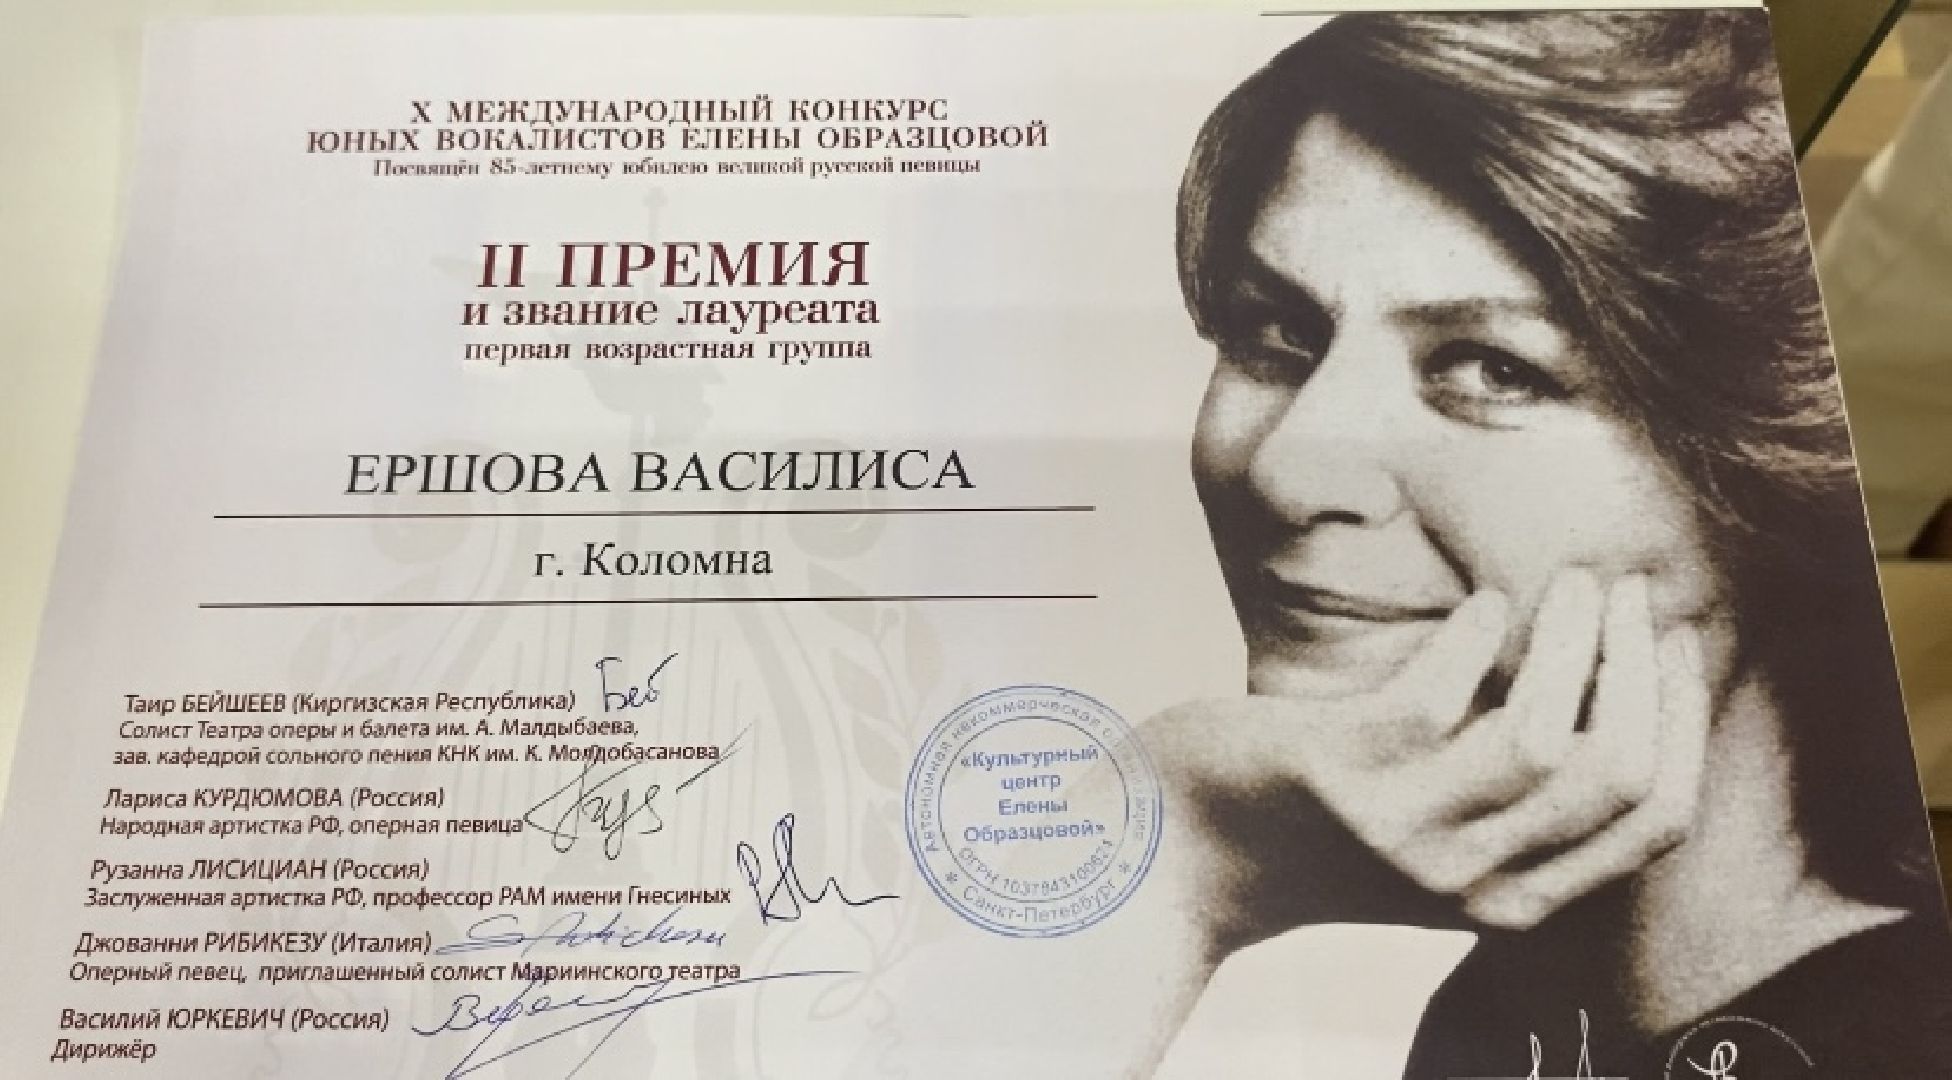 X МЕЖДУНАРОДНЫЙ КОНКУРС
ЮНЫХ ВОКАЛИСТОВ ЕЛЕНЫ ОБРАЗЦОВОЙ
Посвящён 85-летнему юбилею великой русской певицы
II ПРЕМИЯ
и звание лауреата
первая возрастная группа
ЕРШОВА ВАСИЛИСА
г. Коломна
Таир БЕЙШЕЕВ (Киргизская Республика)
Солист Театра оперы и балета им. А. Малдыбаева,
зав. кафедрой сольного пения КНК им. К. Молдобасанова
Лариса КУРДЮМОВА (Россия)
Народная артистка РФ, оперная певица
Рузанна ЛИСИЦИАН (Россия)
Заслуженная артистка РФ, профессор РАМ имени Гнесиных
Джованни РИБИКЕЗУ (Италия)
Оперный певец, приглашенный солист Мариинского театра
Василий ЮРКЕВИЧ (Россия)
Дирижёр
Автономная некоммерческая организация
«Культурный
центр
Елены
Образцовой»
ОГРН
* Санкт-Петербург *